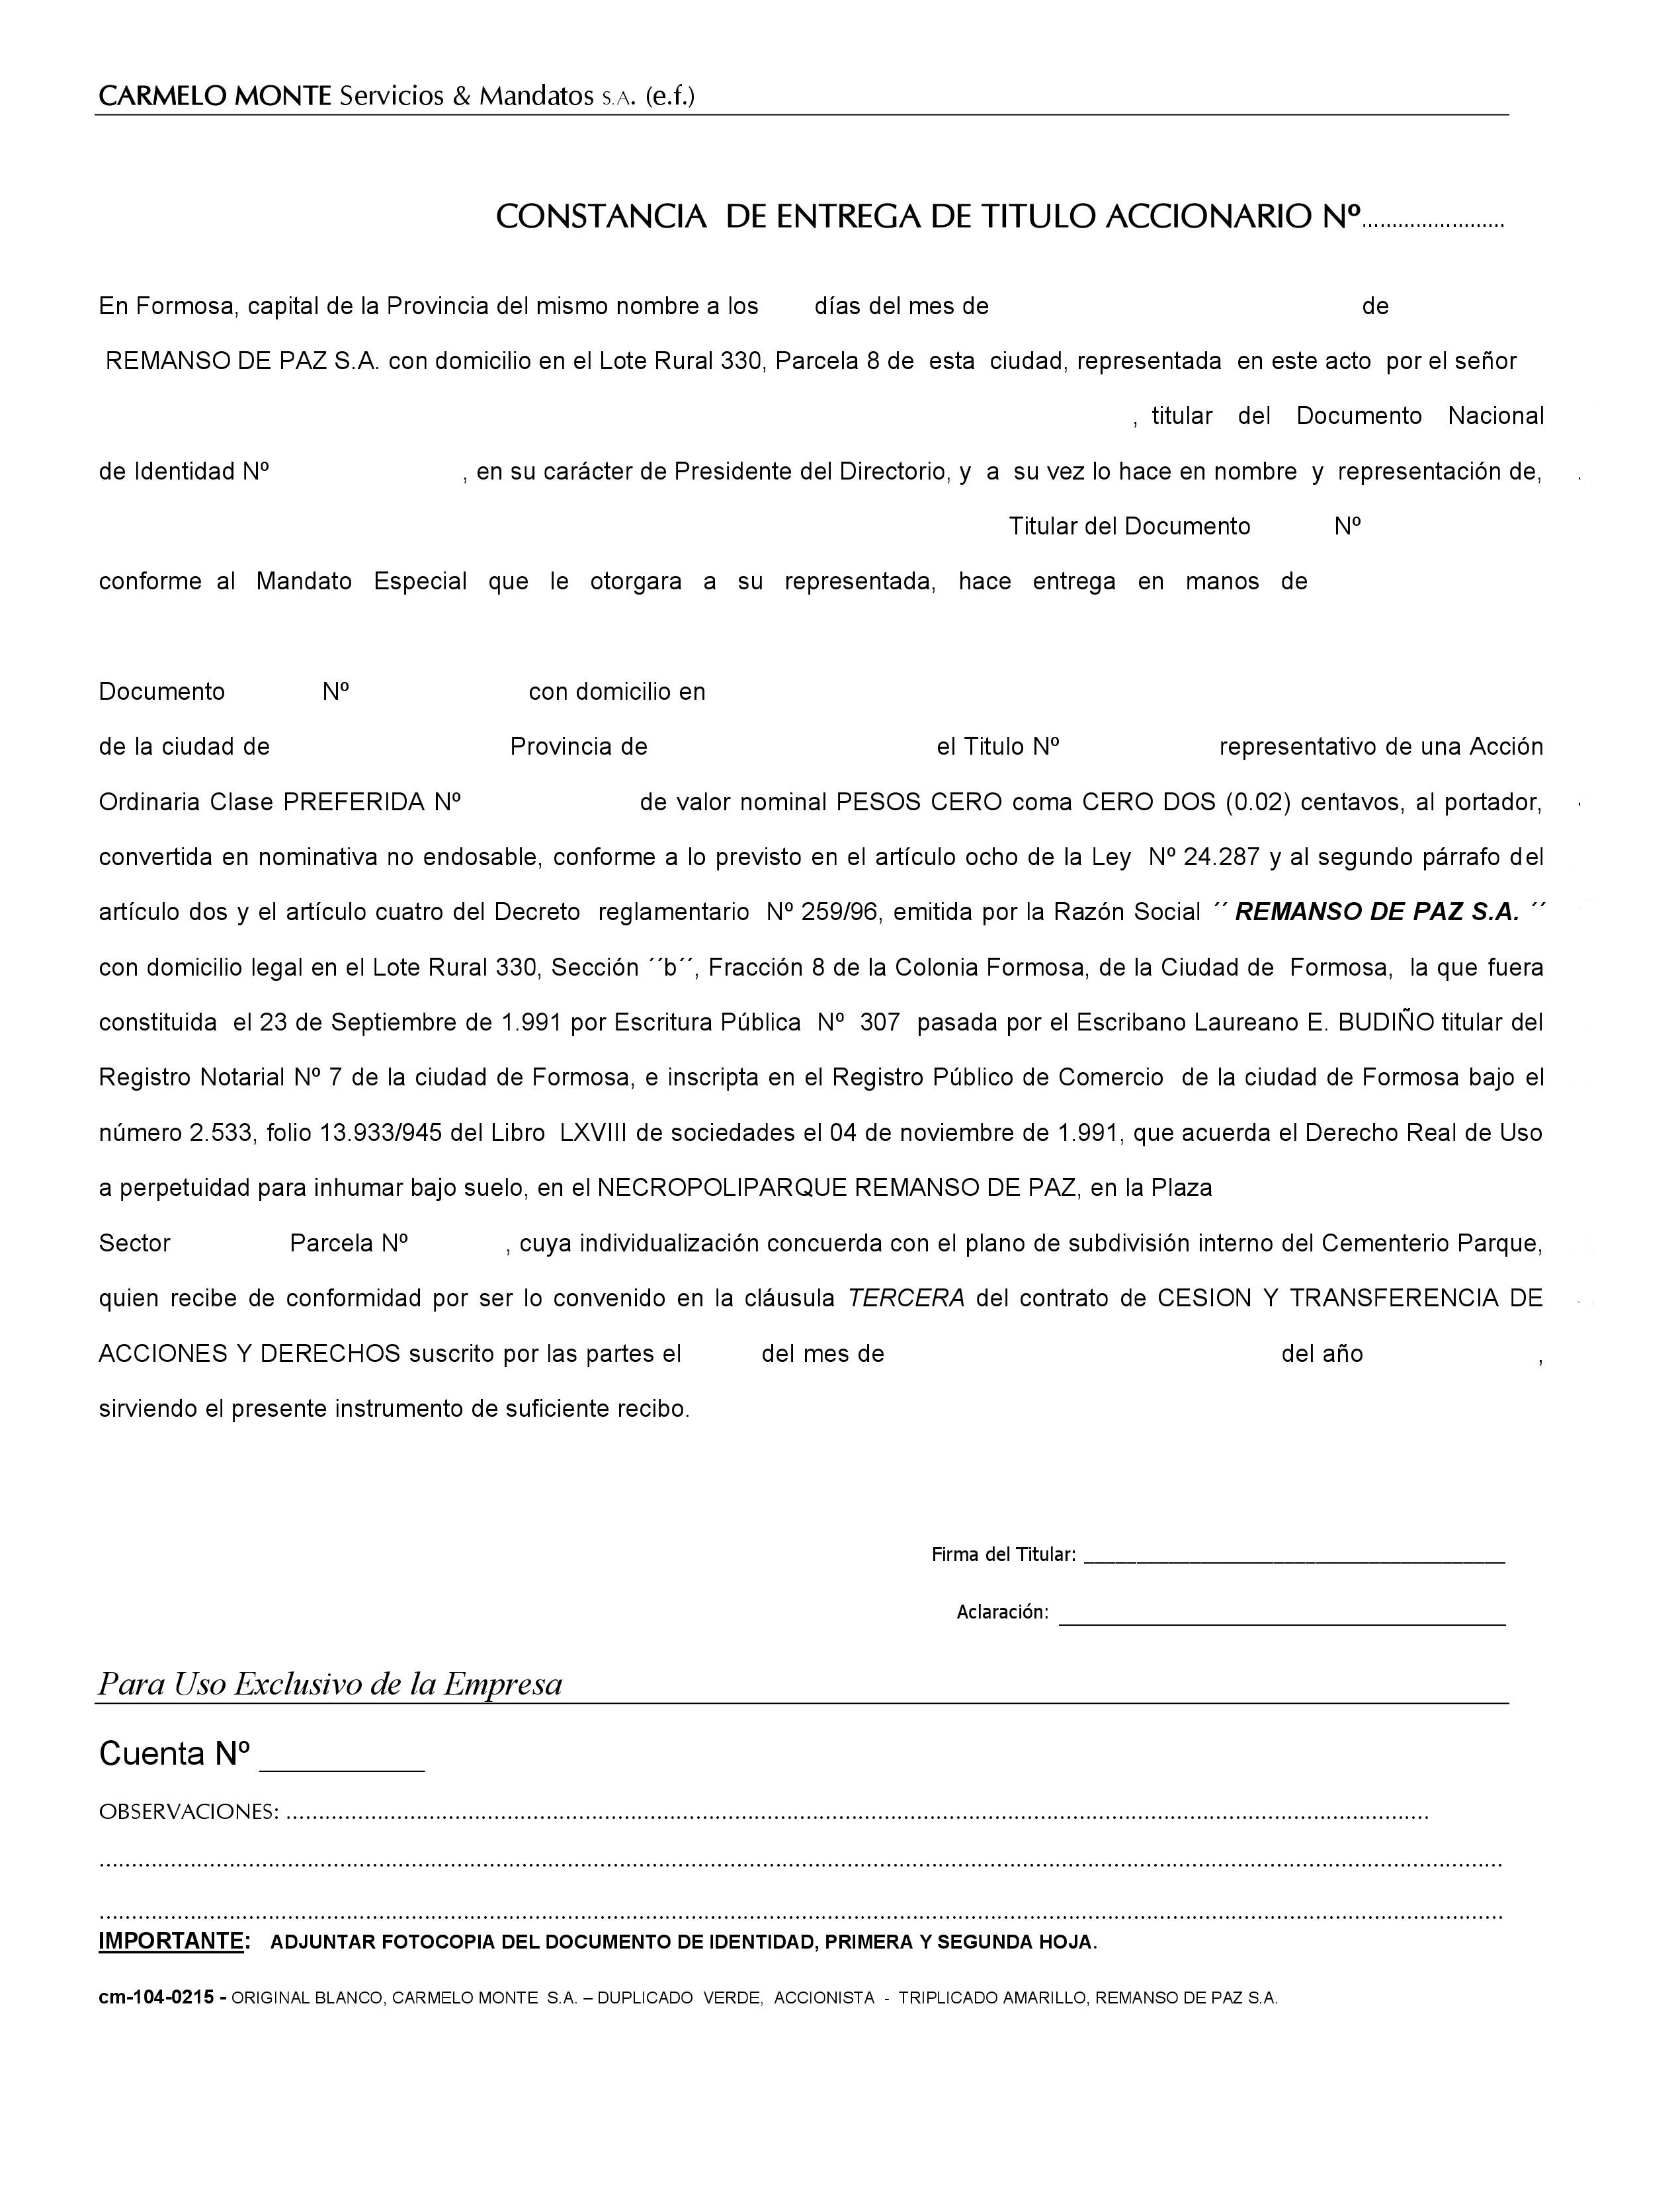 CARMELO MONTE Servicios & Mandatos S.A. (e.f.)
CONSTANCIA DE ENTREGA DE TITULO ACCIONARIO Nº........................
En Formosa, capital de la Provincia del mismo nombre a los días del mes de de
REMANSO DE PAZ S.A. con domicilio en el Lote Rural 330, Parcela 8 de esta ciudad, representada en este acto por el señor
, titular del Documento Nacional
de Identidad Nº , en su carácter de Presidente del Directorio, y a su vez lo hace en nombre y representación de,
Titular del Documento Nº
conforme al Mandato Especial que le otorgara a su representada, hace entrega en manos de
Documento Nº con domicilio en
de la ciudad de Provincia de el Titulo Nº representativo de una Acción
Ordinaria Clase PREFERIDA Nº de valor nominal PESOS CERO coma CERO DOS (0.02) centavos, al portador,
convertida en nominativa no endosable, conforme a lo previsto en el artículo ocho de la Ley Nº 24.287 y al segundo párrafo del
artículo dos y el artículo cuatro del Decreto reglamentario Nº 259/96, emitida por la Razón Social ´´ REMANSO DE PAZ S.A. ´´
con domicilio legal en el Lote Rural 330, Sección ´´b´´, Fracción 8 de la Colonia Formosa, de la Ciudad de Formosa, la que fuera
constituida el 23 de Septiembre de 1.991 por Escritura Pública Nº 307 pasada por el Escribano Laureano E. BUDIÑO titular del
Registro Notarial Nº 7 de la ciudad de Formosa, e inscripta en el Registro Público de Comercio de la ciudad de Formosa bajo el
número 2.533, folio 13.933/945 del Libro LXVIII de sociedades el 04 de noviembre de 1.991, que acuerda el Derecho Real de Uso
a perpetuidad para inhumar bajo suelo, en el NECROPOLIPARQUE REMANSO DE PAZ, en la Plaza
Sector Parcela Nº , cuya individualización concuerda con el plano de subdivisión interno del Cementerio Parque,
quien recibe de conformidad por ser lo convenido en la cláusula TERCERA del contrato de CESION Y TRANSFERENCIA DE
ACCIONES Y DERECHOS suscrito por las partes el del mes de del año ,
sirviendo el presente instrumento de suficiente recibo.
Firma del Titular: ________________________________________
Aclaración: ________________________________________
Para Uso Exclusivo de la Empresa
Cuenta Nº _________
OBSERVACIONES: ................................................................................
................................................................................
................................................................................
IMPORTANTE: ADJUNTAR FOTOCOPIA DEL DOCUMENTO DE IDENTIDAD, PRIMERA Y SEGUNDA HOJA.
cm-104-0215 - ORIGINAL BLANCO, CARMELO MONTE S.A. – DUPLICADO VERDE, ACCIONISTA - TRIPLICADO AMARILLO, REMANSO DE PAZ S.A.